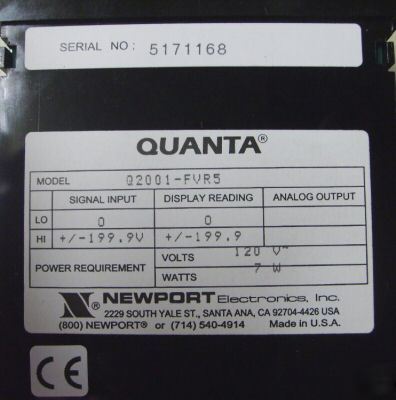 SERIAL NO: 5171168
QUANTA®
MODEL Q2001-FVR5
SIGNAL INPUT DISPLAY READING ANALOG OUTPUT
LO 0 0
HI +/-199.9V +/-199.9
POWER REQUIREMENT VOLTS 120 V~
WATTS 7 W
N® NEWPORT Electronics, Inc.
2229 SOUTH YALE ST., SANTA ANA, CA 92704-4426 USA
(800) NEWPORT® or (714) 540-4914 Made in U.S.A.
CE